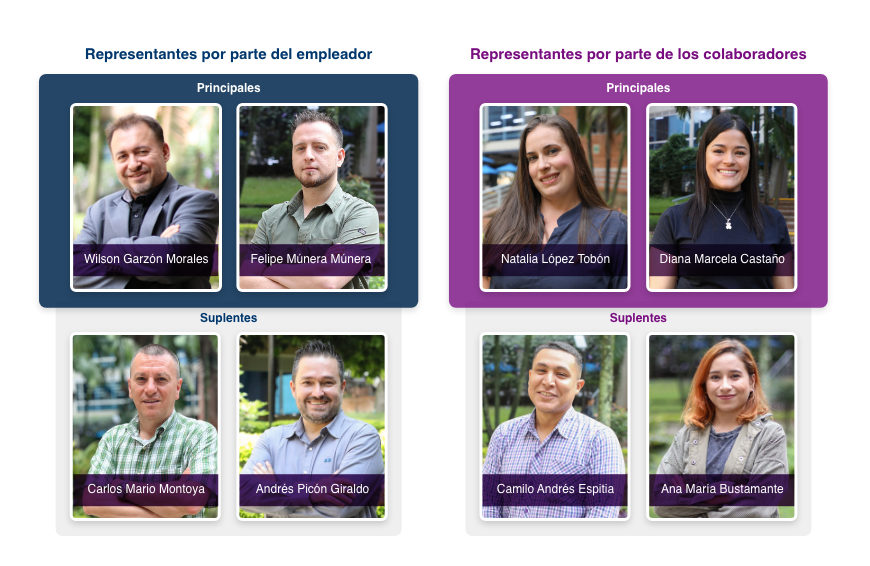 Representantes por parte del empleador
Principales
Wilson Garzón Morales
Felipe Múnera Múnera
Suplentes
Carlos Mario Montoya
Andrés Picón Giraldo
Representantes por parte de los colaboradores
Principales
Natalia López Tobón
Diana Marcela Castaño
Suplentes
Camilo Andrés Espitia
Ana María Bustamante